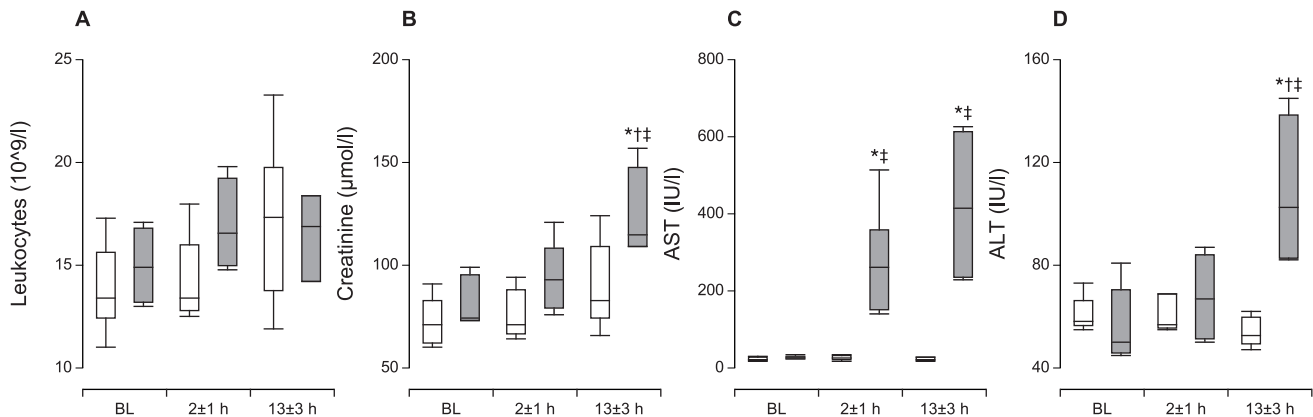 A
Leukocytes (10^9/l)
25
20
15
10
BL
2±1 h
13±3 h
B
Creatinine (μmol/l)
200
150
100
50
*†‡
BL
2±1 h
13±3 h
C
AST (IU/l)
800
600
400
200
0
*‡
*‡
BL
2±1 h
13±3 h
D
ALT (IU/l)
160
120
80
40
*†‡
BL
2±1 h
13±3 h